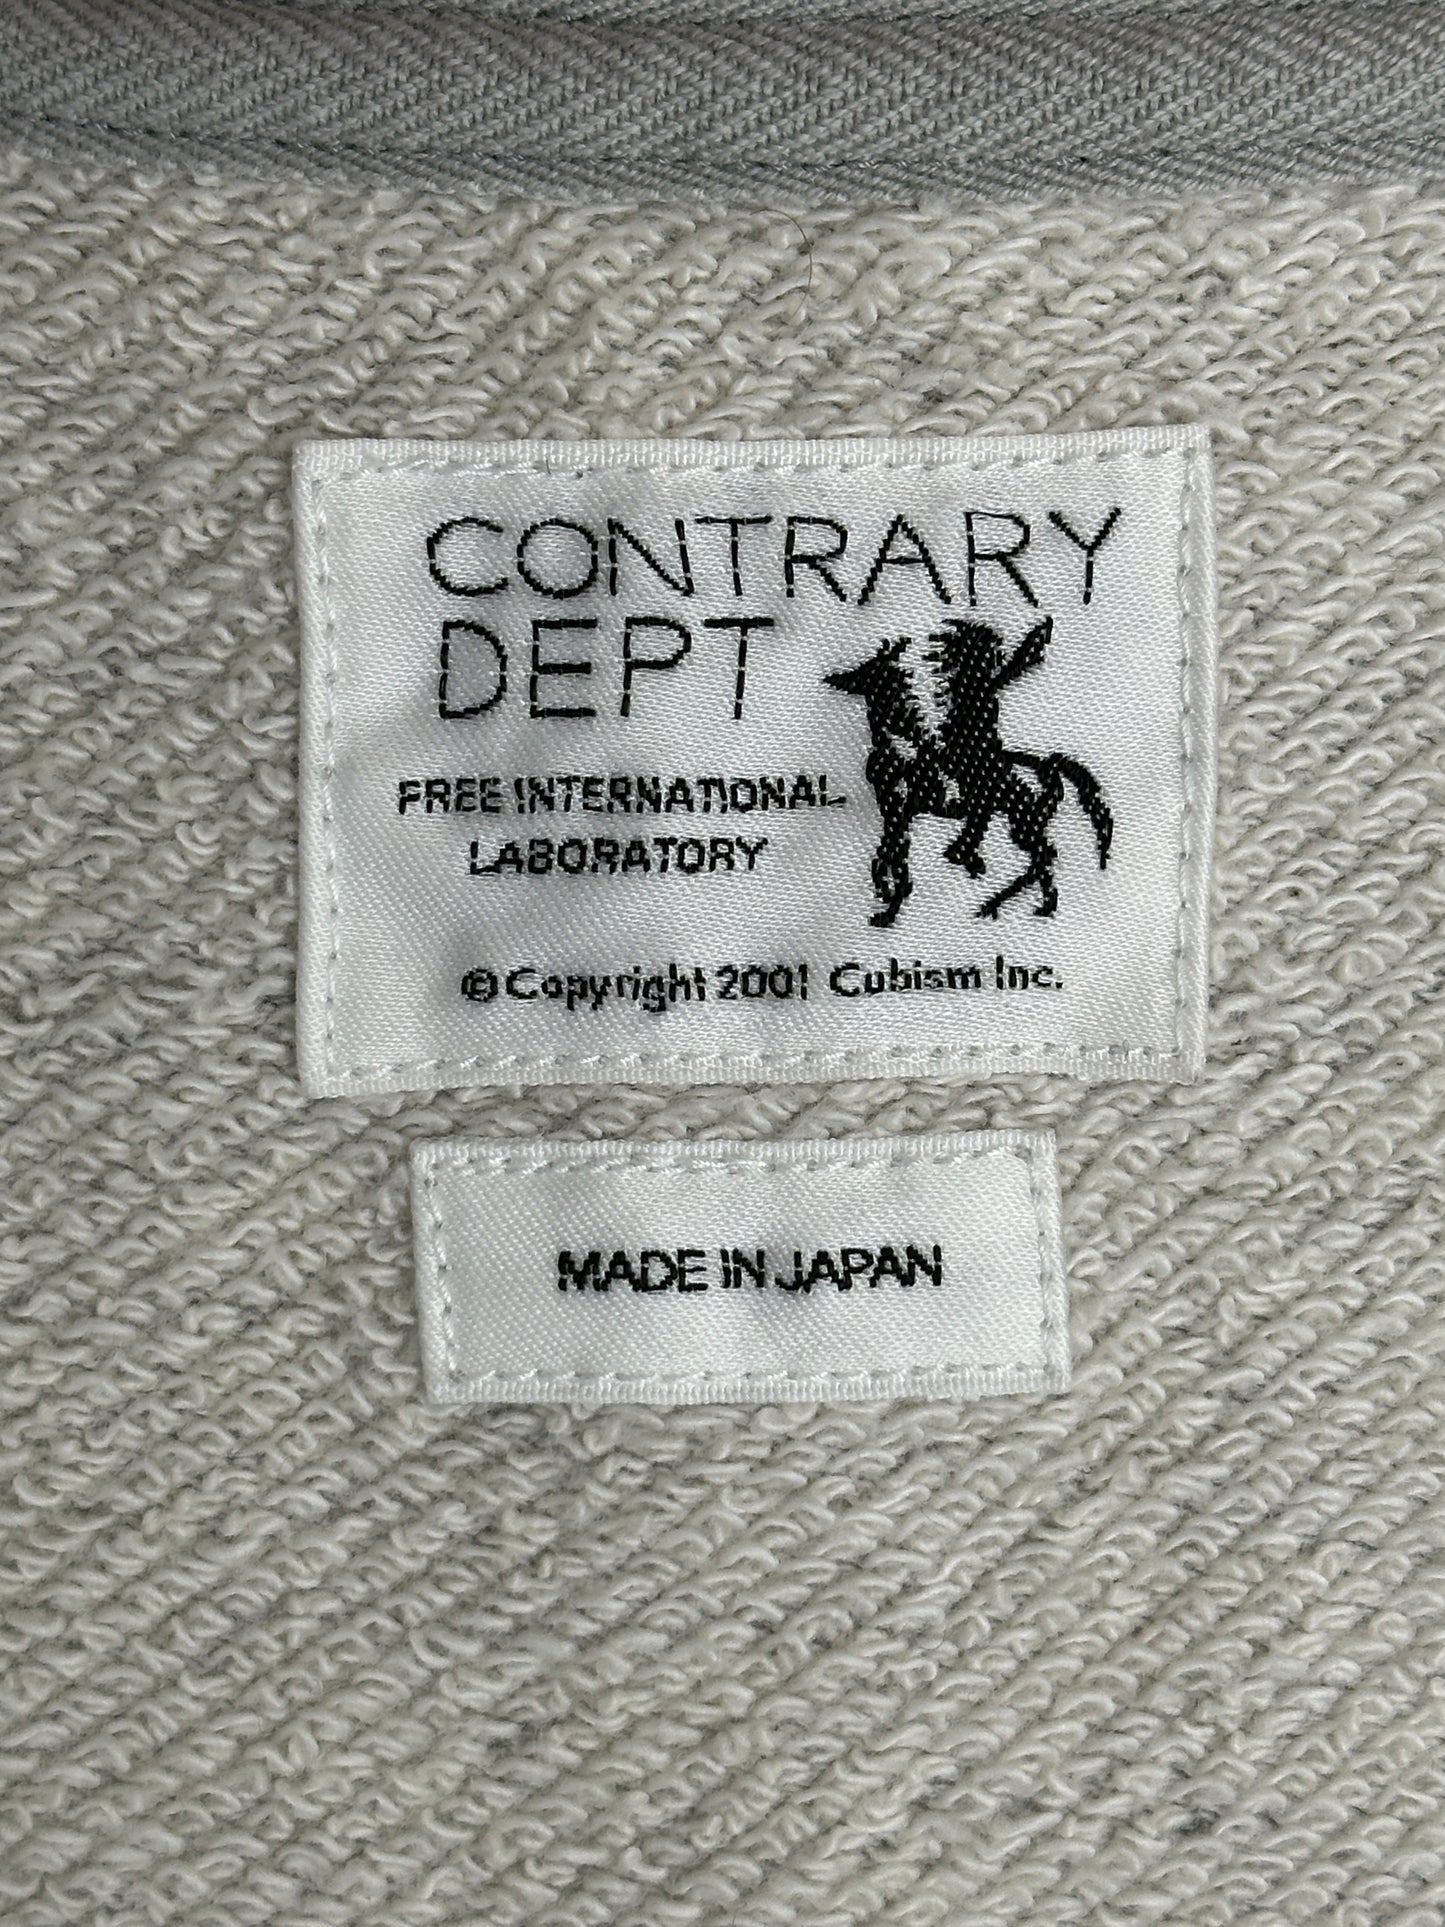 CONTRARY
DEPT
FREE INTERNATIONAL
LABORATORY
© Copyright 2001 Cubism Inc.
MADE IN JAPAN